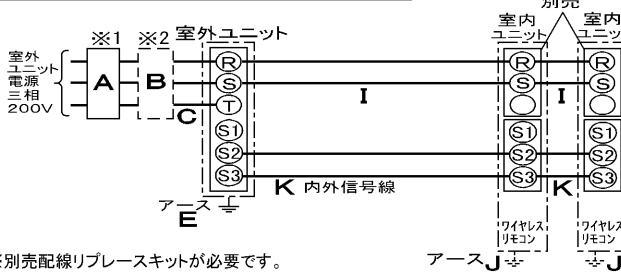 別売
※1 ※2 室外ユニット 室内ユニット 室内
室外
ユニット
電源
三相
200V
A B C
R S T S1 S2 S3
I
K 内外信号線
R S S1 S2 S3
I
K
R S S1 S2 S3
アース E
ワイヤレス
リモコン
ワイヤレス
リモコン
アース J J
別売配線リプレースキットが必要です。